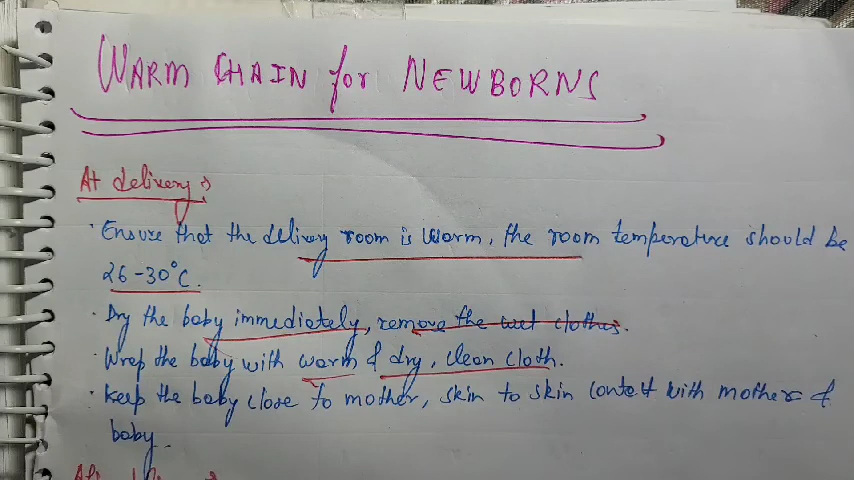 WARM CHAIN for NEWBORNS
At delivery :)
· Ensure that the delivery room is warm, the room temperature should be
26-30°C.
· Dry the baby immediately, remove the wet clothes.
· Wrap the baby with warm & dry, clean cloth.
· Keep the baby close to mother, skin to skin contact with mother &
baby.